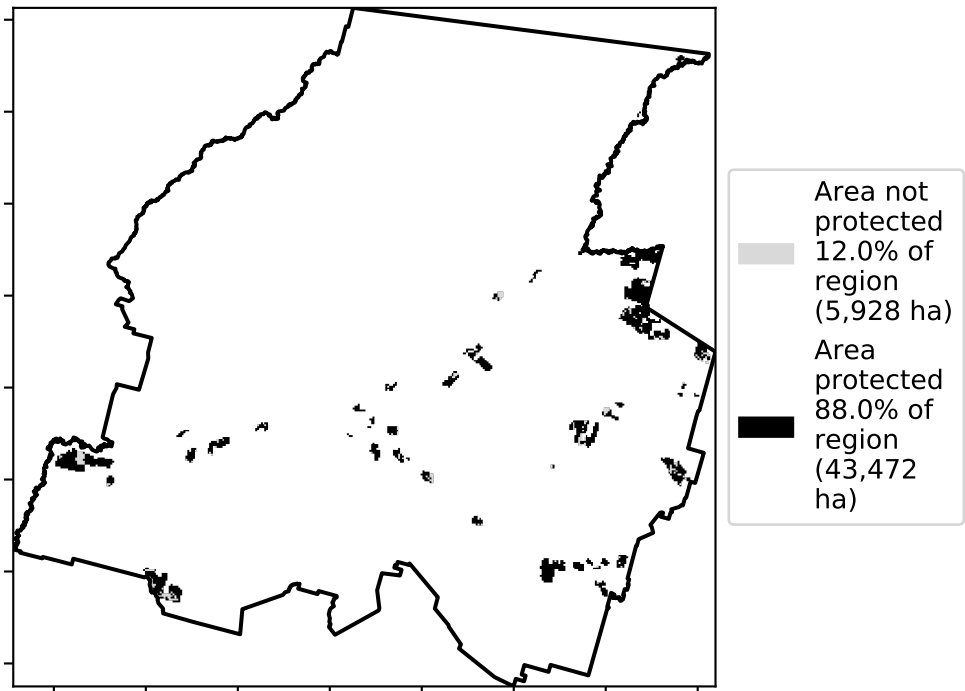 Area not
protected
12.0% of
region
(5,928 ha)
Area
protected
88.0% of
region
(43,472
ha)